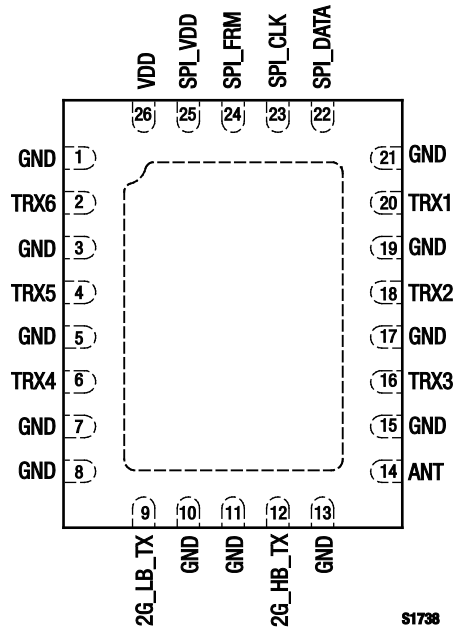 VDD
SPI_VDD
SPI_FRM
SPI_CLK
SPI_DATA
26 25 24 23 22
GND 1 21 GND
TRX6 2 20 TRX1
GND 3 19 GND
TRX5 4 18 TRX2
GND 5 17 GND
TRX4 6 16 TRX3
GND 7 15 GND
GND 8 14 ANT
9 10 11 12 13
2G_LB_TX
GND
GND
2G_HB_TX
GND
S1738